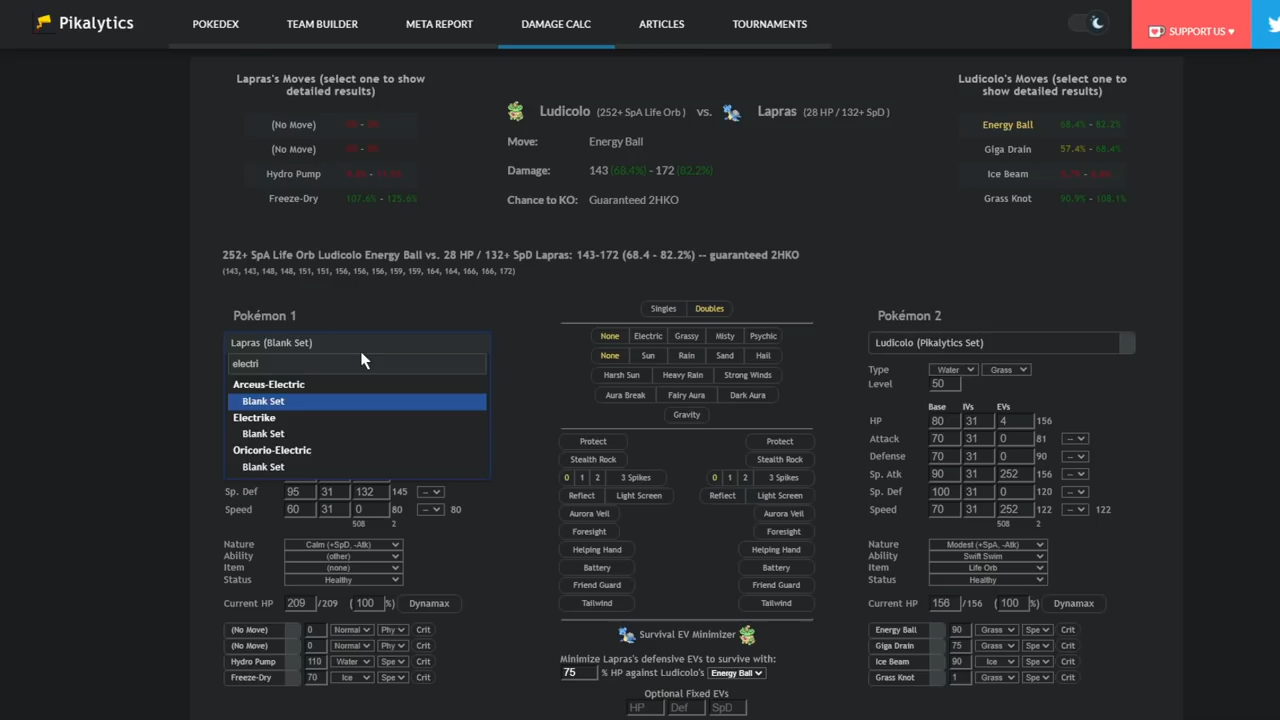 Pikalytics
POKEDEX TEAM BUILDER META REPORT DAMAGE CALC ARTICLES TOURNAMENTS
SUPPORT US ♥
Lapras's Moves (select one to show
detailed results)
(No Move)
(No Move)
Hydro Pump
Freeze-Dry 107.6% - 125.6%
Ludicolo (252+ SpA Life Orb ) vs. Lapras (28 HP / 132+ SpD )
Move: Energy Ball
Damage: 143 (68.4%) - 172 (82.2%)
Chance to KO: Guaranteed 2HKO
Ludicolo's Moves (select one to
show detailed results)
Energy Ball 68.4% - 82.2%
Giga Drain 57.4% - 68.4%
Ice Beam
Grass Knot 90.9% - 108.1%
252+ SpA Life Orb Ludicolo Energy Ball vs. 28 HP / 132+ SpD Lapras: 143-172 (68.4 - 82.2%) -- guaranteed 2HKO
(143, 143, 148, 148, 151, 151, 156, 156, 156, 159, 159, 164, 164, 166, 166, 172)
Pokémon 1
Lapras (Blank Set)
electri
Arceus-Electric
Blank Set
Electrike
Blank Set
Oricorio-Electric
Blank Set
Sp. Def 95 31 132 145 --
Speed 60 31 0 80 -- 80
508 2
Nature Calm (+SpD, -Atk)
Ability (other)
Item (none)
Status Healthy
Current HP 209 /209 ( 100 %) Dynamax
(No Move) 0 Normal Phy Crit
(No Move) 0 Normal Phy Crit
Hydro Pump 110 Water Spe Crit
Freeze-Dry 70 Ice Spe Crit
Singles Doubles
None Electric Grassy Misty Psychic
None Sun Rain Sand Hail
Harsh Sun Heavy Rain Strong Winds
Aura Break Fairy Aura Dark Aura
Gravity
Protect Protect
Stealth Rock Stealth Rock
0 1 2 3 Spikes 0 1 2 3 Spikes
Reflect Light Screen Reflect Light Screen
Aurora Veil Aurora Veil
Foresight Foresight
Helping Hand Helping Hand
Battery Battery
Friend Guard Friend Guard
Tailwind Tailwind
Survival EV Minimizer
Minimize Lapras's defensive EVs to survive with:
75 % HP against Ludicolo's Energy Ball
Optional Fixed EVs
HP Def SpD
Pokémon 2
Ludicolo (Pikalytics Set)
Type Water Grass
Level 50
Base IVs EVs
HP 80 31 4 156
Attack 70 31 0 81 --
Defense 70 31 0 90 --
Sp. Atk 90 31 252 156 --
Sp. Def 100 31 0 120 --
Speed 70 31 252 122 -- 122
508 2
Nature Modest (+SpA, -Atk)
Ability Swift Swim
Item Life Orb
Status Healthy
Current HP 156 /156 ( 100 %) Dynamax
Energy Ball 90 Grass Spe Crit
Giga Drain 75 Grass Spe Crit
Ice Beam 90 Ice Spe Crit
Grass Knot 1 Grass Spe Crit